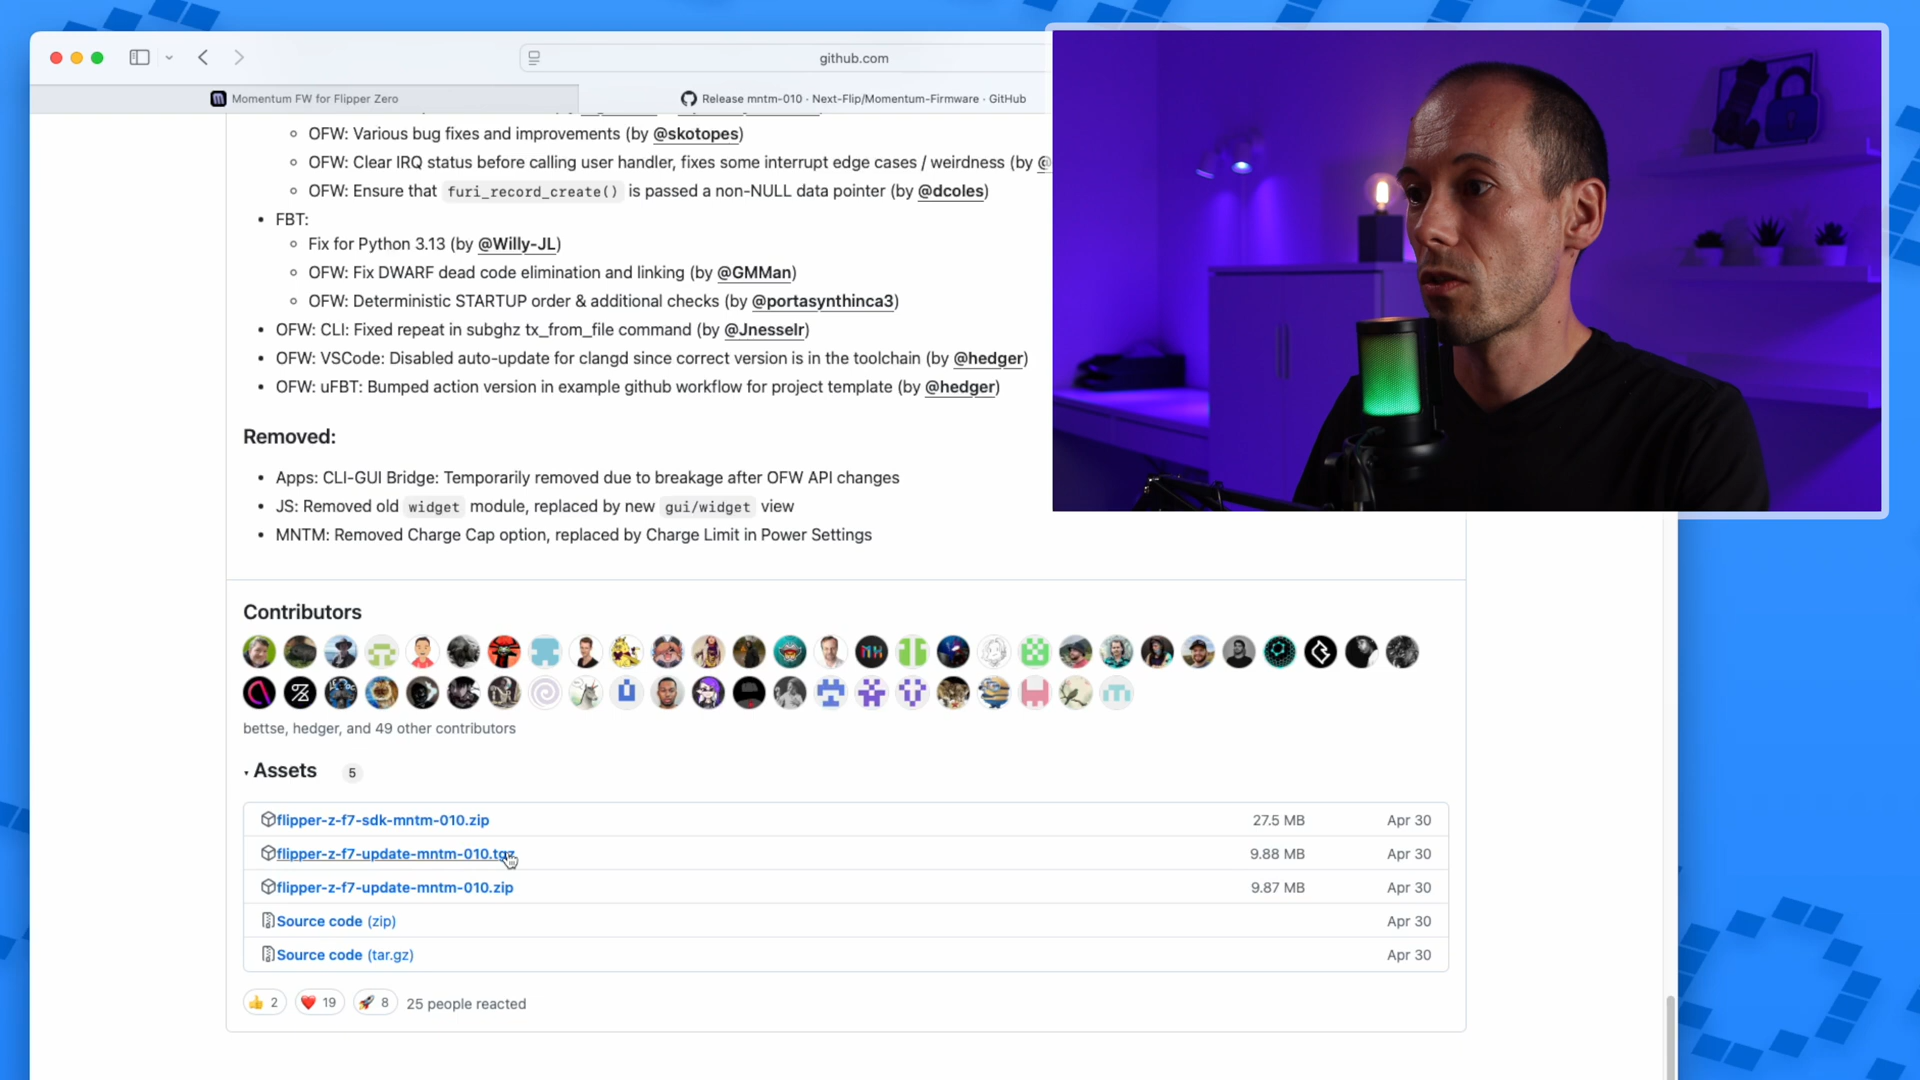 github.com
Momentum FW for Flipper Zero
Release mntm-010 · Next-Flip/Momentum-Firmware · GitHub
OFW: Various bug fixes and improvements (by @skotopes)
OFW: Clear IRQ status before calling user handler, fixes some interrupt edge cases / weirdness (by @
OFW: Ensure that furi_record_create() is passed a non-NULL data pointer (by @dcoles)
FBT:
Fix for Python 3.13 (by @Willy-JL)
OFW: Fix DWARF dead code elimination and linking (by @GMMan)
OFW: Deterministic STARTUP order & additional checks (by @portasynthinca3)
OFW: CLI: Fixed repeat in subghz tx_from_file command (by @Jnesselr)
OFW: VSCode: Disabled auto-update for clangd since correct version is in the toolchain (by @hedger)
OFW: uFBT: Bumped action version in example github workflow for project template (by @hedger)
Removed:
Apps: CLI-GUI Bridge: Temporarily removed due to breakage after OFW API changes
JS: Removed old widget module, replaced by new gui/widget view
MNTM: Removed Charge Cap option, replaced by Charge Limit in Power Settings
Contributors
bettse, hedger, and 49 other contributors
Assets 5
flipper-z-f7-sdk-mntm-010.zip 27.5 MB Apr 30
flipper-z-f7-update-mntm-010.tgz 9.88 MB Apr 30
flipper-z-f7-update-mntm-010.zip 9.87 MB Apr 30
Source code (zip) Apr 30
Source code (tar.gz) Apr 30
2 19 8 25 people reacted